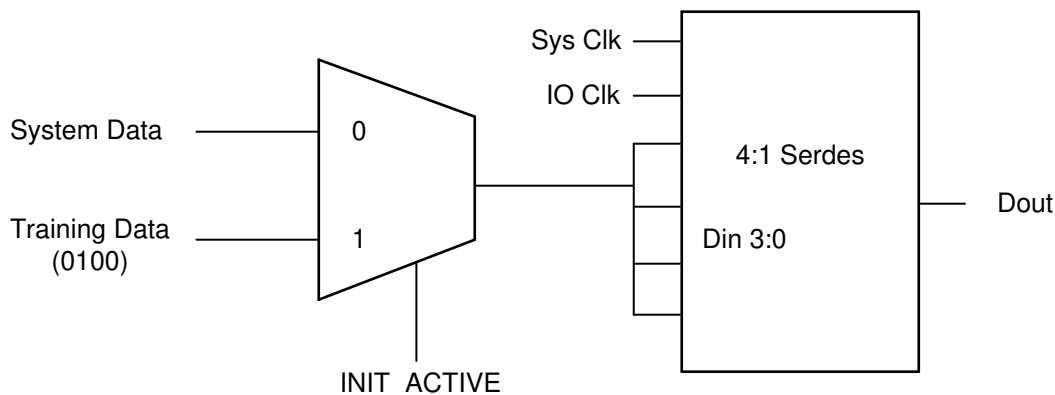 Sys Clk
IO Clk
System Data
0
4:1 Serdes
Dout
Training Data
(0100)
1
Din 3:0
INIT ACTIVE